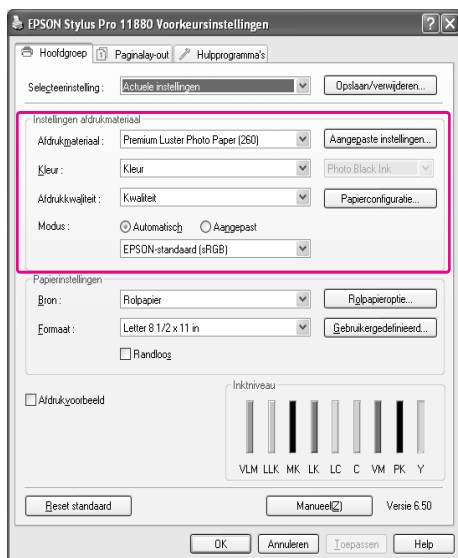 EPSON Stylus Pro 11880 Voorkeursinstellingen
Hoofdgroep Paginalay-out Hulpprogramma's
Selecteerinstelling : Actuele instellingen Opslaan/verwijderen...
Instellingen afdrukmateriaal
Afdrukmateriaal : Premium Luster Photo Paper (260) Aangepaste instellingen...
Kleur : Kleur Photo Black Ink
Afdrukkwaliteit : Kwaliteit Papierconfiguratie...
Modus : Automatisch Aangepast
EPSON-standaard (sRGB)
Papierinstellingen
Bron : Rolpapier Rolpapieroptie...
Formaat : Letter 8 1/2 x 11 in Gebruikergedefinieerd...
Randloos
Afdrukvoorbeeld
Inktniveau
VLM LLK MK LK LC C VM PK Y
Reset standaard Manueel(Z) Versie 6.50
OK Annuleren Toepassen Help